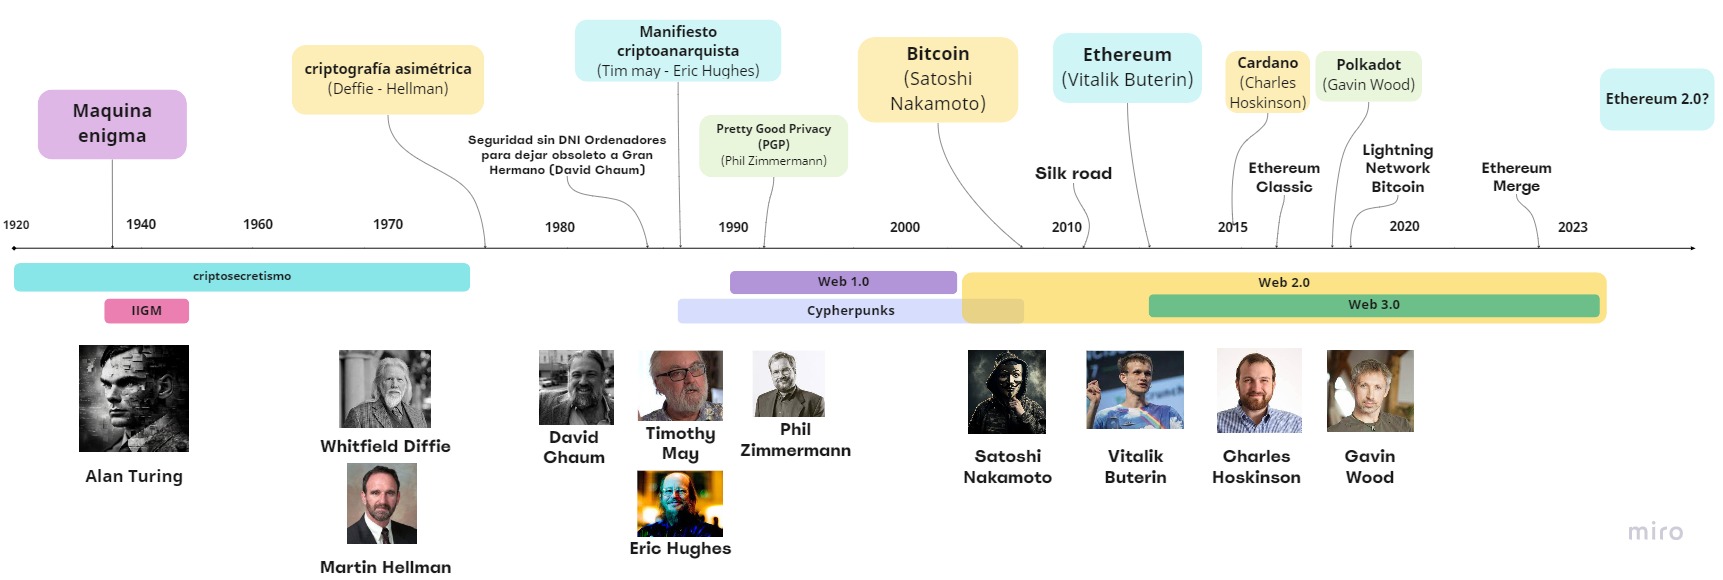 Maquina
enigma
criptografía asimétrica
(Deffie - Hellman)
Manifiesto
criptoanarquista
(Tim may - Eric Hughes)
Seguridad sin DNI Ordenadores
para dejar obsoleto a Gran
Hermano (David Chaum)
Pretty Good Privacy
(PGP)
(Phil Zimmermann)
Bitcoin
(Satoshi
Nakamoto)
Silk road
Ethereum
(Vitalik Buterin)
Cardano
(Charles
Hoskinson)
Polkadot
(Gavin Wood)
Ethereum
Classic
Lightning
Network
Bitcoin
Ethereum
Merge
Ethereum 2.0?
1920
1940
1960
1970
1980
1990
2000
2010
2015
2020
2023
criptosecretismo
IIGM
Web 1.0
Cypherpunks
Web 2.0
Web 3.0
Alan Turing
Whitfield Diffie
Martin Hellman
David
Chaum
Timothy
May
Eric Hughes
Phil
Zimmermann
Satoshi
Nakamoto
Vitalik
Buterin
Charles
Hoskinson
Gavin
Wood
miro